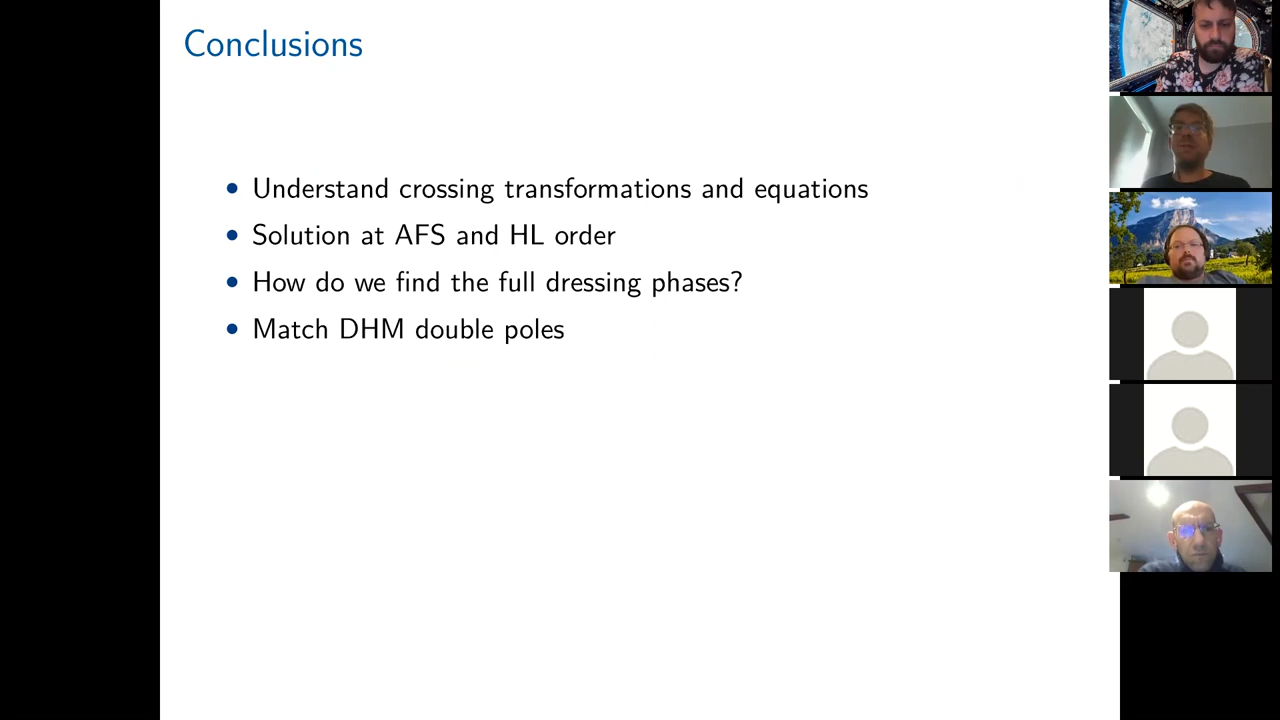 Conclusions
• Understand crossing transformations and equations
• Solution at AFS and HL order
• How do we find the full dressing phases?
• Match DHM double poles